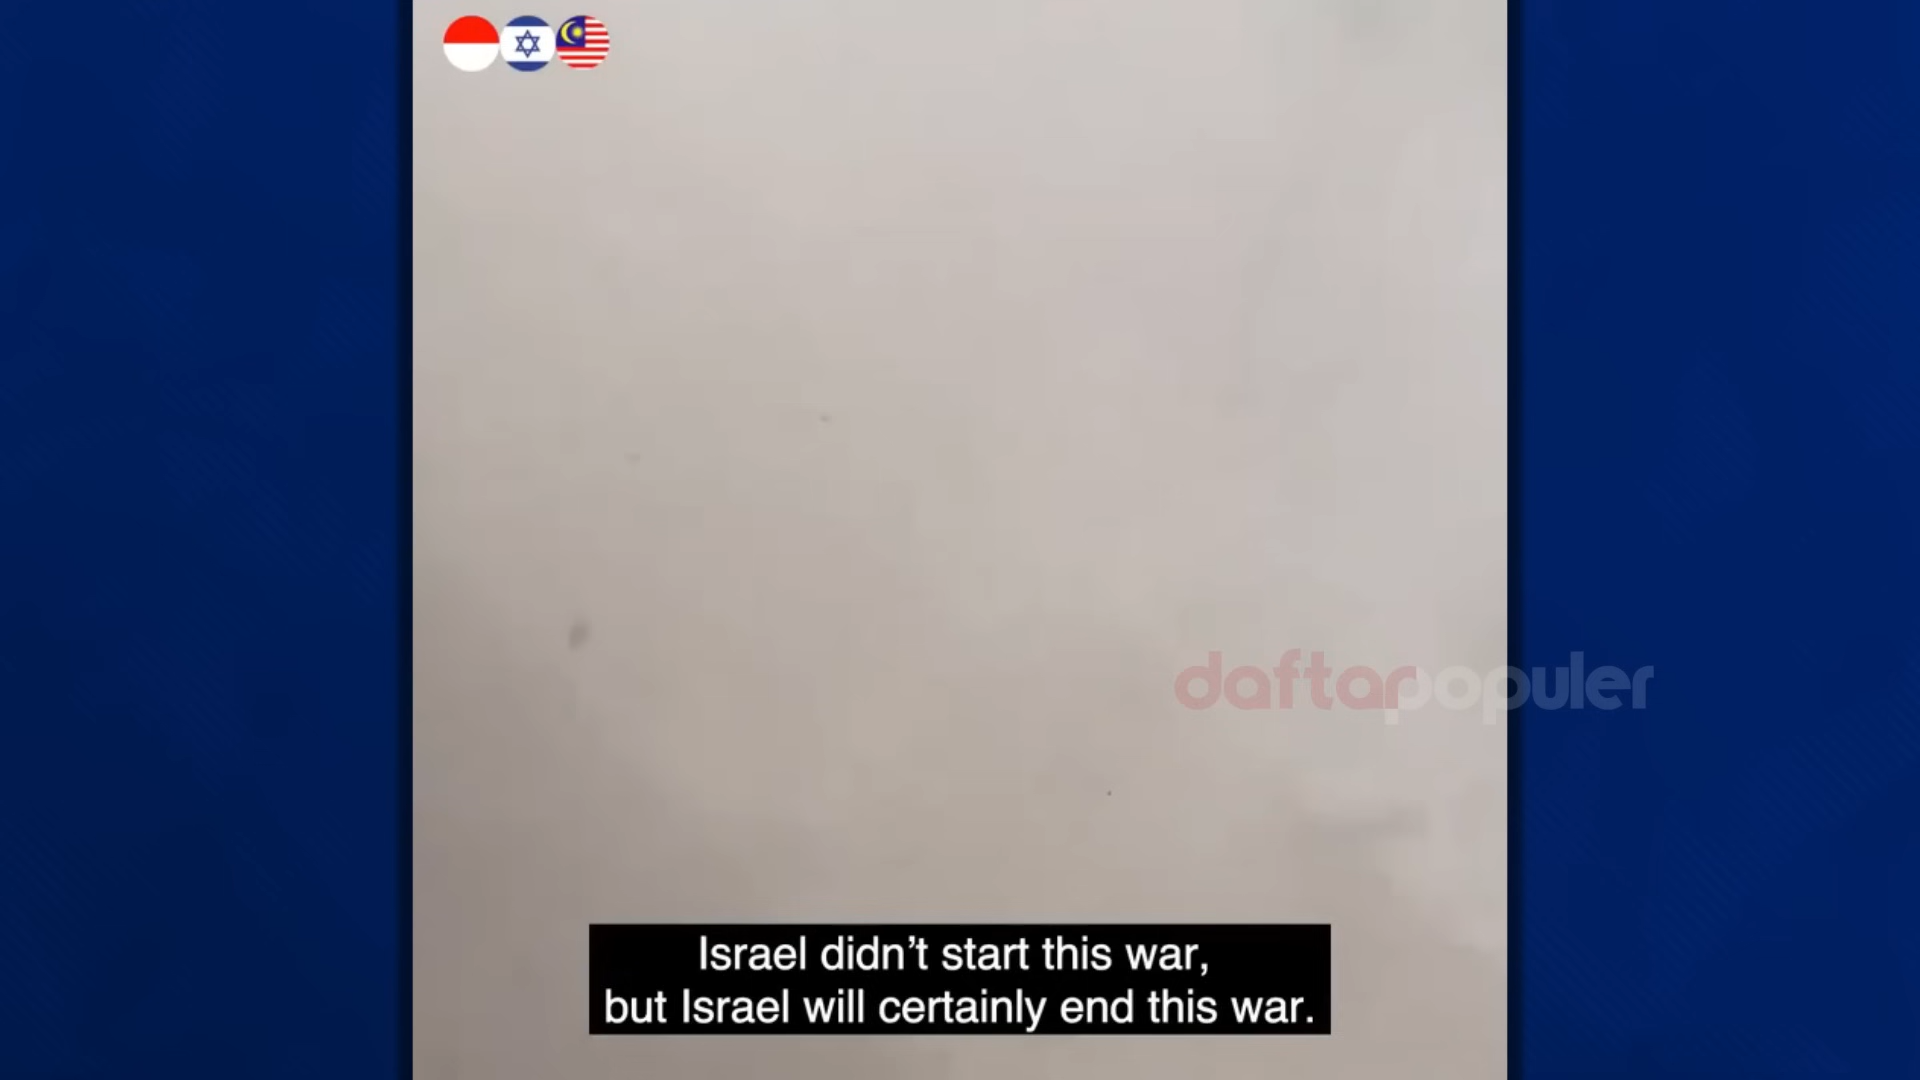 daftarpopuler
Israel didn’t start this war,
but Israel will certainly end this war.